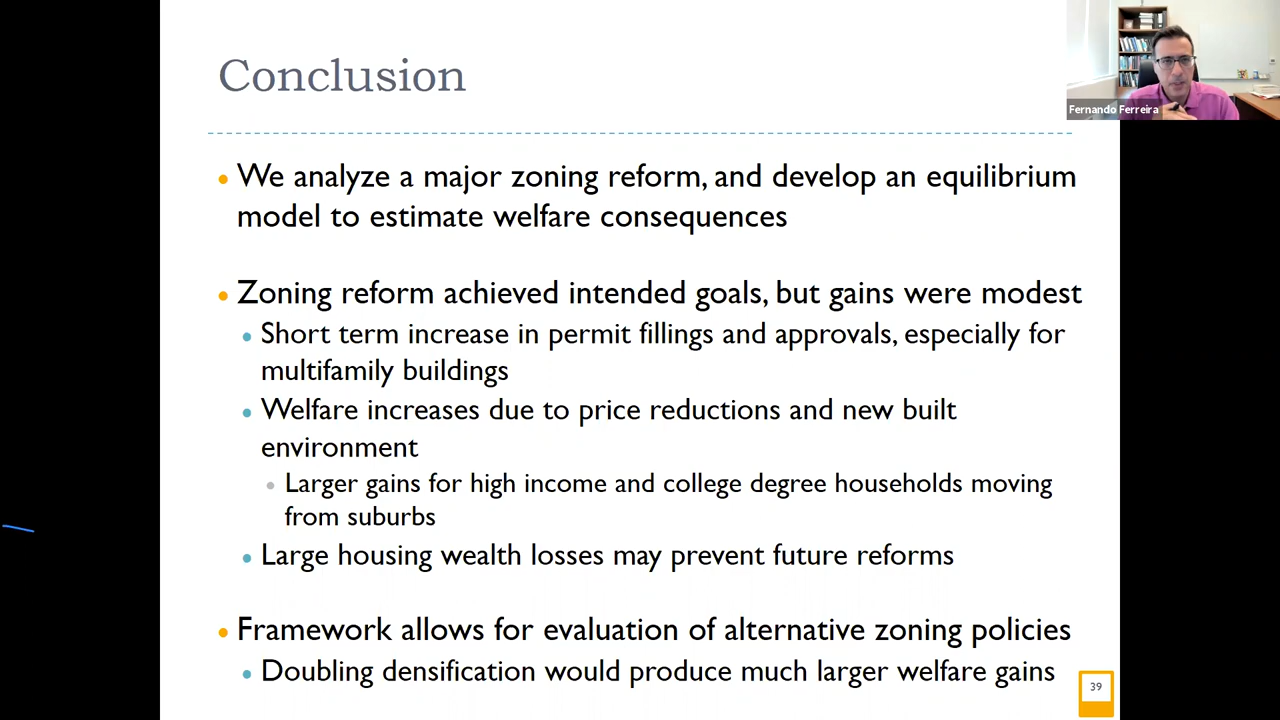 Conclusion
Fernando Ferreira
We analyze a major zoning reform, and develop an equilibrium
model to estimate welfare consequences
Zoning reform achieved intended goals, but gains were modest
Short term increase in permit fillings and approvals, especially for
multifamily buildings
Welfare increases due to price reductions and new built
environment
Larger gains for high income and college degree households moving
from suburbs
Large housing wealth losses may prevent future reforms
Framework allows for evaluation of alternative zoning policies
Doubling densification would produce much larger welfare gains
39